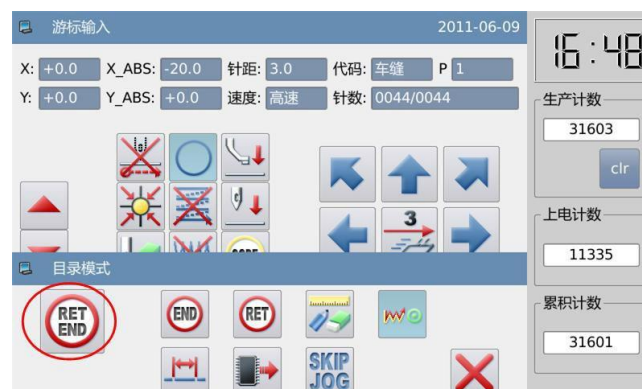 游标输入 2011-06-09
16:48
X: +0.0 X_ABS: -20.0 针距: 3.0 代码: 车缝 P 1
Y: +0.0 Y_ABS: +0.0 速度: 高速 针数: 0044/0044
生产计数
31603
clr
上电计数
11335
3
目录模式
RET
END
END
RET
SKIP
JOG
累积计数
31601